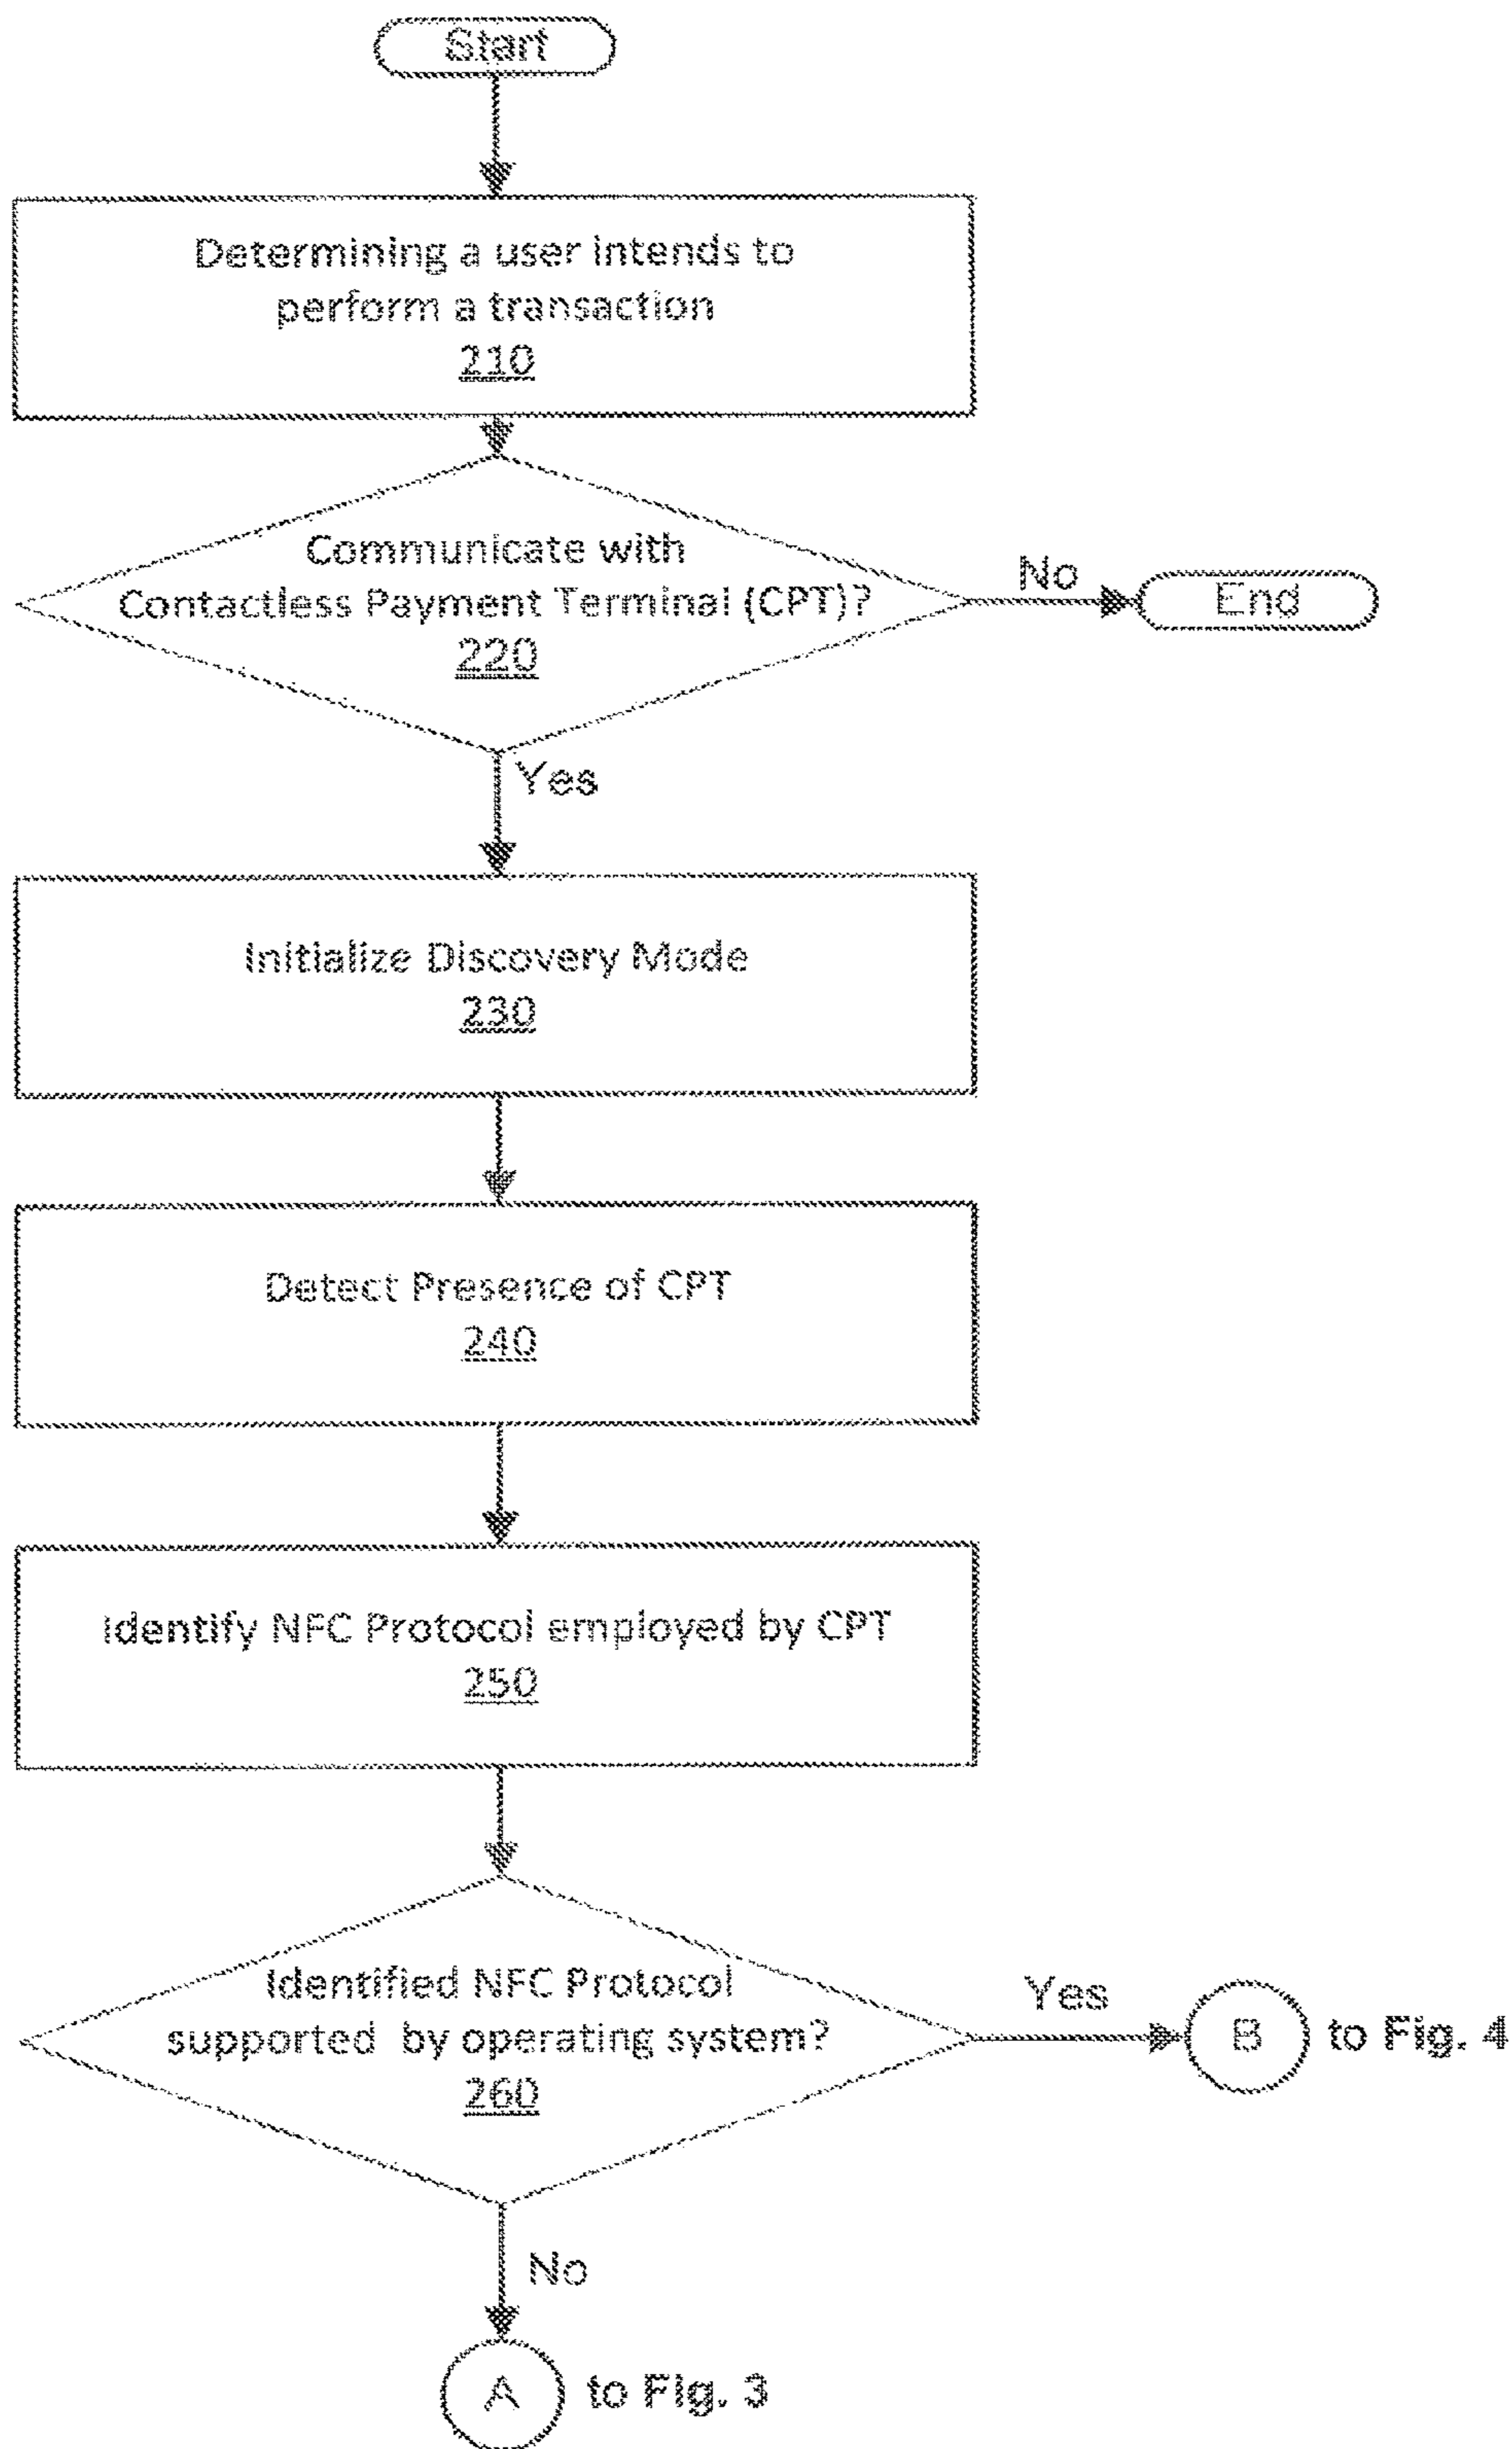 Start
Determining a user intends to
perform a transaction
210
Communicate with
Contactless Payment Terminal (CPT)?
220
No
End
Yes
Initialize Discovery Mode
230
Detect Presence of CPT
240
Identify NFC Protocol employed by CPT
250
Identified NFC Protocol
supported by operating system?
260
Yes
B
to Fig. 4
No
A
to Fig. 3